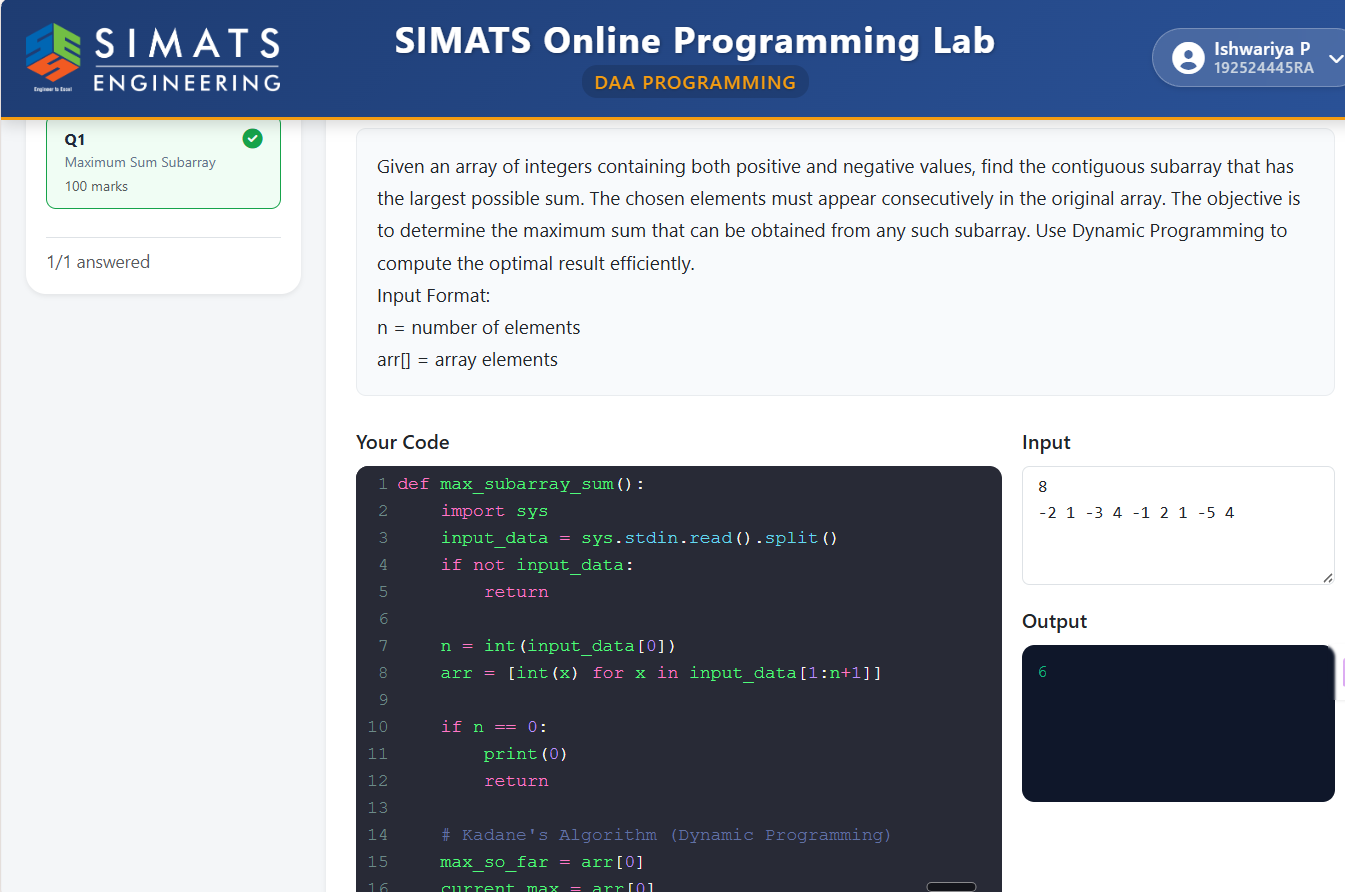 SIMATS
ENGINEERING
Engineer to Excel
SIMATS Online Programming Lab
DAA PROGRAMMING
Ishwariya P
192524445RA
Q1
Maximum Sum Subarray
100 marks
1/1 answered
Given an array of integers containing both positive and negative values, find the contiguous subarray that has
the largest possible sum. The chosen elements must appear consecutively in the original array. The objective is
to determine the maximum sum that can be obtained from any such subarray. Use Dynamic Programming to
compute the optimal result efficiently.
Input Format:
n = number of elements
arr[] = array elements
Your Code
1 def max_subarray_sum():
2     import sys
3     input_data = sys.stdin.read().split()
4     if not input_data:
5         return
6
7     n = int(input_data[0])
8     arr = [int(x) for x in input_data[1:n+1]]
9
10     if n == 0:
11         print(0)
12         return
13
14     # Kadane's Algorithm (Dynamic Programming)
15     max_so_far = arr[0]
16     current_max = arr[0]
Input
8
-2 1 -3 4 -1 2 1 -5 4
Output
6